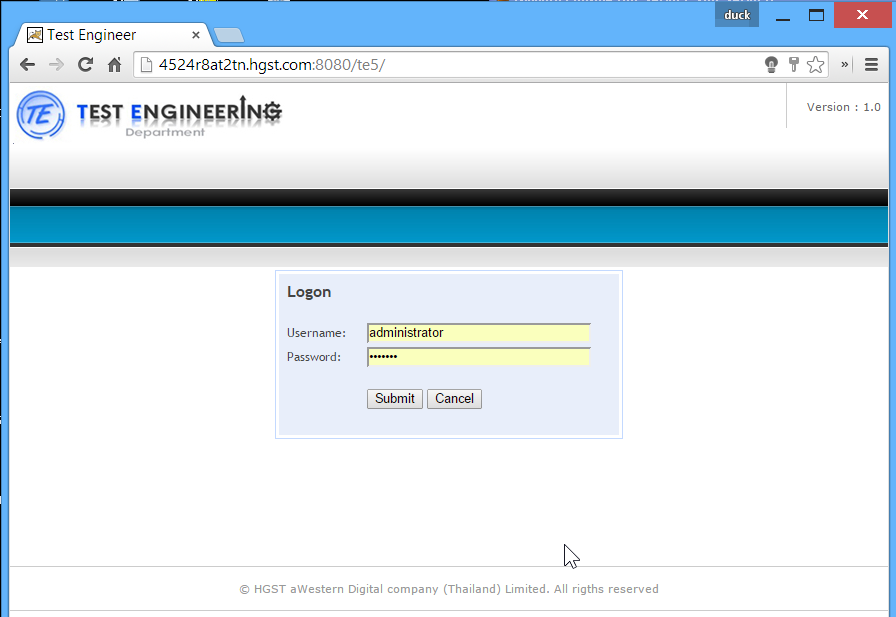 duck
Test Engineer
4524r8at2tn.hgst.com:8080/te5/
TE TEST ENGINEERING
Department
Version : 1.0
Logon
Username: administrator
Password: •••••••
Submit Cancel
© HGST aWestern Digital company (Thailand) Limited. All rigths reserved